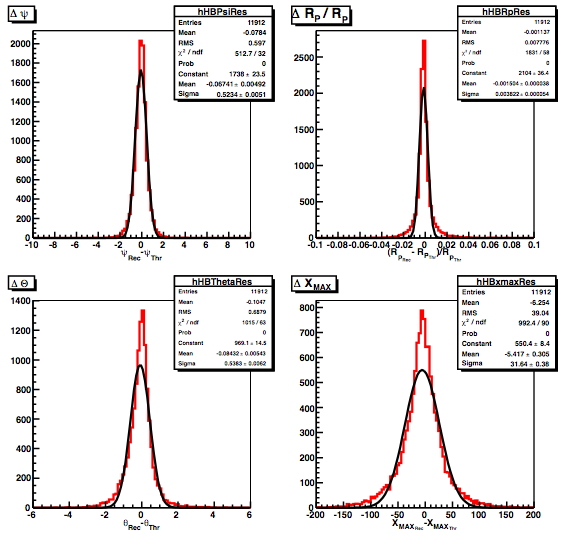 Δ ψ
hHBPsiRes
Entries 11912
Mean -0.0784
RMS 0.597
χ² / ndf 512.7 / 32
Prob 0
Constant 1738 ± 23.5
Mean -0.06741 ± 0.00492
Sigma 0.5234 ± 0.0051
2000
1800
1600
1400
1200
1000
800
600
400
200
0
-10 -8 -6 -4 -2 0 2 4 6 8 10
ψRec-ψThr
Δ RP / RP
hHBRpRes
Entries 11912
Mean -0.001137
RMS 0.007776
χ² / ndf 1831 / 58
Prob 0
Constant 2104 ± 36.4
Mean -0.001504 ± 0.000038
Sigma 0.003822 ± 0.000054
2500
2000
1500
1000
500
0
-0.1 -0.08 -0.06 -0.04 -0.02 0 0.02 0.04 0.06 0.08 0.1
(RPRec - RPThr)/RPThr
Δ Θ
hHBThetaRes
Entries 11912
Mean -0.1047
RMS 0.6879
χ² / ndf 1015 / 63
Prob 0
Constant 969.1 ± 14.5
Mean -0.08432 ± 0.00543
Sigma 0.5383 ± 0.0062
1400
1200
1000
800
600
400
200
0
-6 -4 -2 0 2 4 6
θRec-θThr
Δ XMAX
hHBxmaxRes
Entries 11912
Mean -6.254
RMS 39.04
χ² / ndf 992.4 / 90
Prob 0
Constant 550.4 ± 8.4
Mean -5.417 ± 0.305
Sigma 31.64 ± 0.38
800
700
600
500
400
300
200
100
0
-200 -150 -100 -50 0 50 100 150 200
XMAXRec-XMAXThr